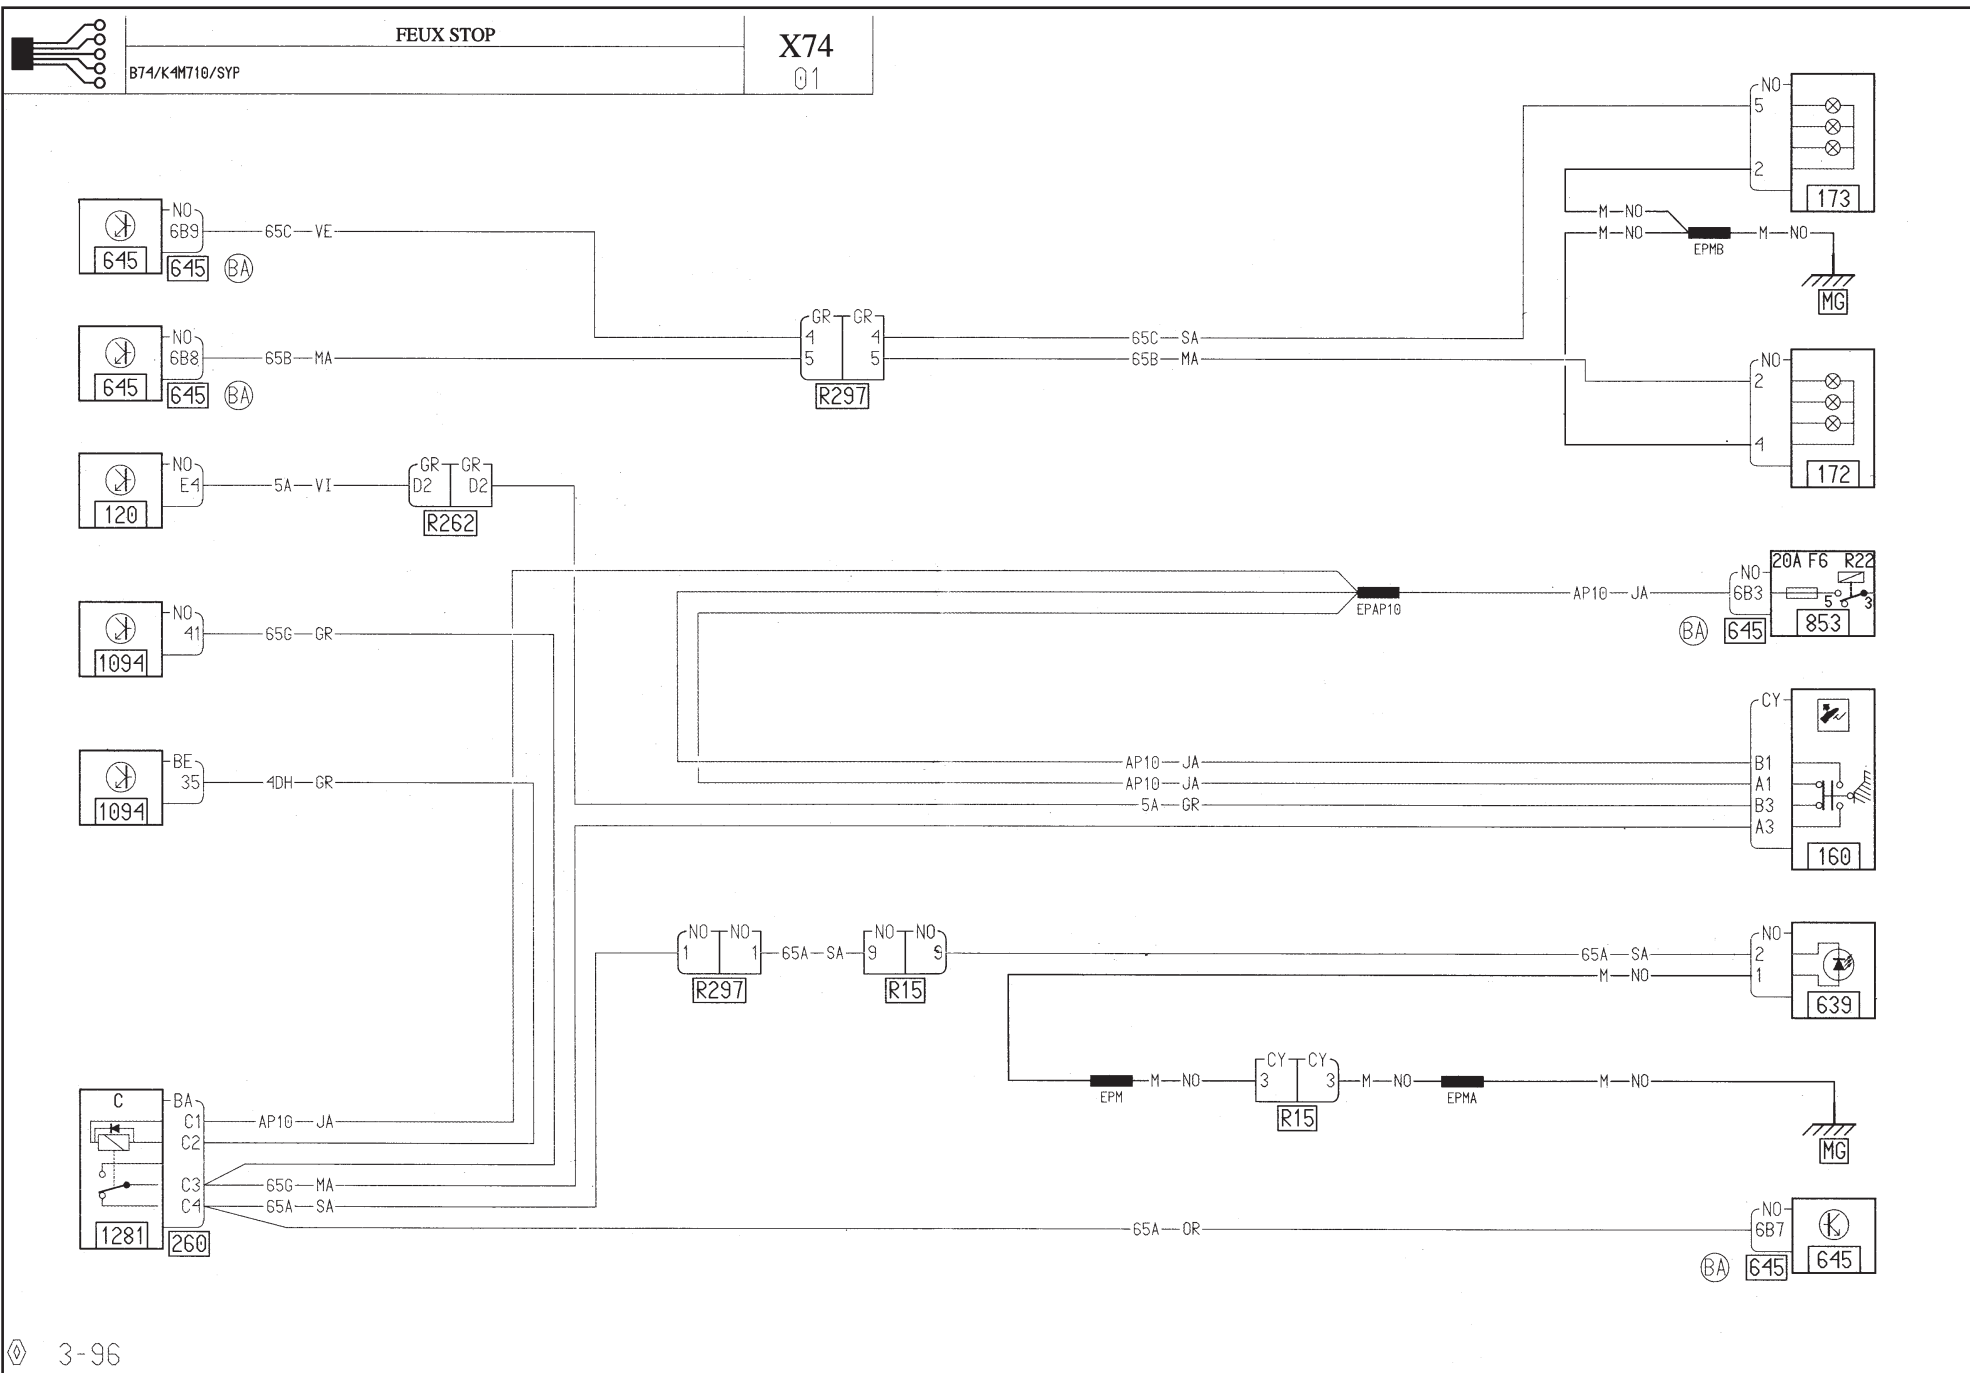 FEUX STOP
X74
B74/K4M710/SYP
01
NO
5
2
173
M NO
M NO
EPMB
M NO
MG
NO
6B9
65C VE
645
645
BA
NO
6B8
65B MA
645
645
BA
GR GR
4 4
5 5
R297
65C SA
65B MA
NO
2
4
172
NO
E4
5A VI
120
GR GR
D2 D2
R262
EPAP10
AP10 JA
NO
6B3
20A F6 R22
5 3
853
BA
645
NO
41
65G GR
1094
BE
35
4DH GR
1094
AP10 JA
AP10 JA
5A GR
CY
B1
A1
B3
A3
160
NO NO
1 1
R297
65A SA
NO NO
9 9
R15
65A SA
M NO
NO
2
1
639
EPM
M NO
CY CY
3 3
R15
M NO
EPMA
M NO
MG
C
BA
C1
C2
C3
C4
1281
260
AP10 JA
65G MA
65A SA
65A OR
NO
6B7
645
BA
645
3-96